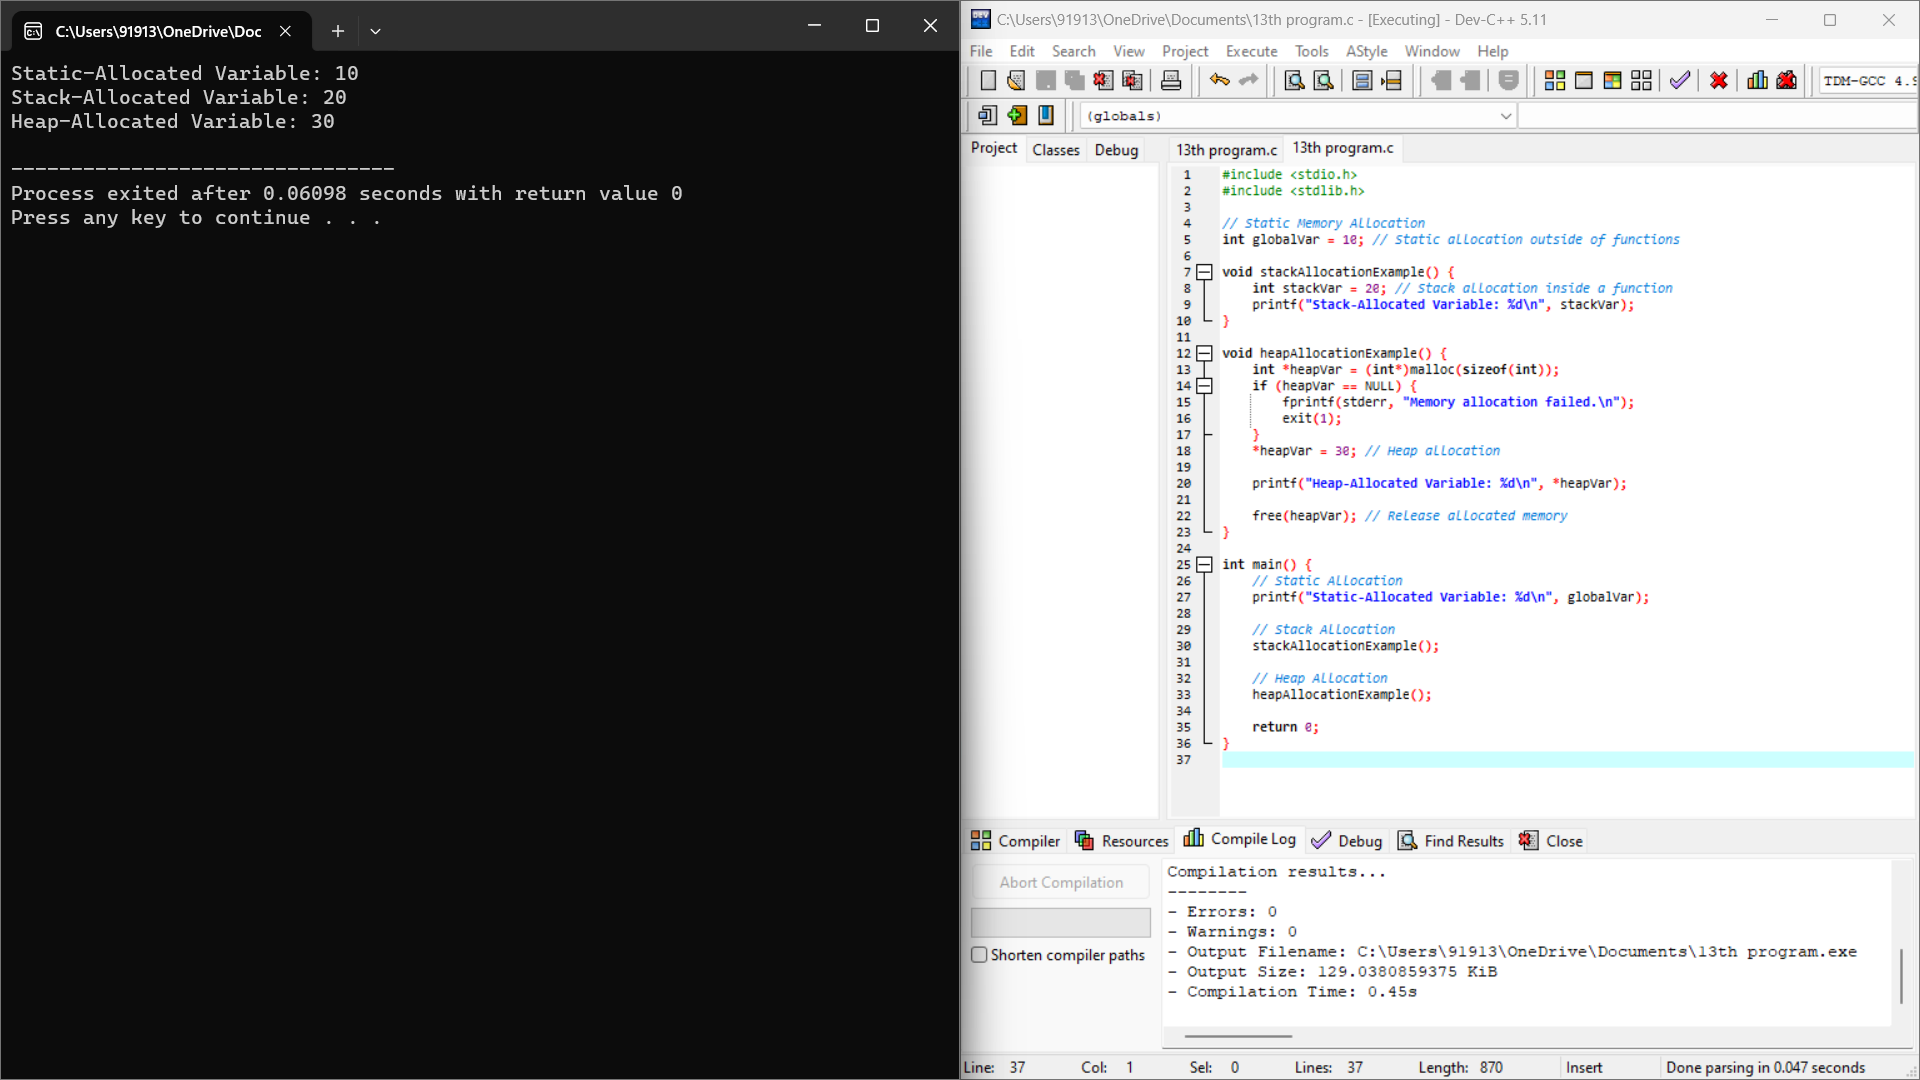 C:\Users\91913\OneDrive\Doc
Static-Allocated Variable: 10
Stack-Allocated Variable: 20
Heap-Allocated Variable: 30
--------------------------------
Process exited after 0.06098 seconds with return value 0
Press any key to continue . . .
C:\Users\91913\OneDrive\Documents\13th program.c - [Executing] - Dev-C++ 5.11
File Edit Search View Project Execute Tools AStyle Window Help
TDM-GCC 4.9
(globals)
Project Classes Debug
13th program.c 13th program.c
1 #include <stdio.h>
2 #include <stdlib.h>
3
4 // Static Memory Allocation
5 int globalVar = 10; // Static allocation outside of functions
6
7 void stackAllocationExample() {
8 int stackVar = 20; // Stack allocation inside a function
9 printf("Stack-Allocated Variable: %d\n", stackVar);
10 }
11
12 void heapAllocationExample() {
13 int *heapVar = (int*)malloc(sizeof(int));
14 if (heapVar == NULL) {
15 fprintf(stderr, "Memory allocation failed.\n");
16 exit(1);
17 }
18 *heapVar = 30; // Heap allocation
19
20 printf("Heap-Allocated Variable: %d\n", *heapVar);
21
22 free(heapVar); // Release allocated memory
23 }
24
25 int main() {
26 // Static Allocation
27 printf("Static-Allocated Variable: %d\n", globalVar);
28
29 // Stack Allocation
30 stackAllocationExample();
31
32 // Heap Allocation
33 heapAllocationExample();
34
35 return 0;
36 }
37
Compiler Resources Compile Log Debug Find Results Close
Abort Compilation
Shorten compiler paths
Compilation results...
--------
- Errors: 0
- Warnings: 0
- Output Filename: C:\Users\91913\OneDrive\Documents\13th program.exe
- Output Size: 129.0380859375 KiB
- Compilation Time: 0.45s
Line: 37 Col: 1 Sel: 0 Lines: 37 Length: 870 Insert Done parsing in 0.047 seconds